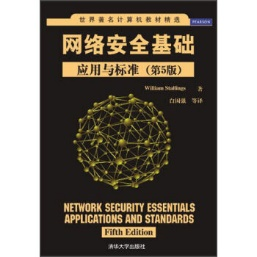 世界著名计算机教材精选
PEARSON
网络安全基础
应用与标准（第5版）
William Stallings 著
白国强 等译
NETWORK SECURITY ESSENTIALS
APPLICATIONS AND STANDARDS
Fifth Edition
清华大学出版社